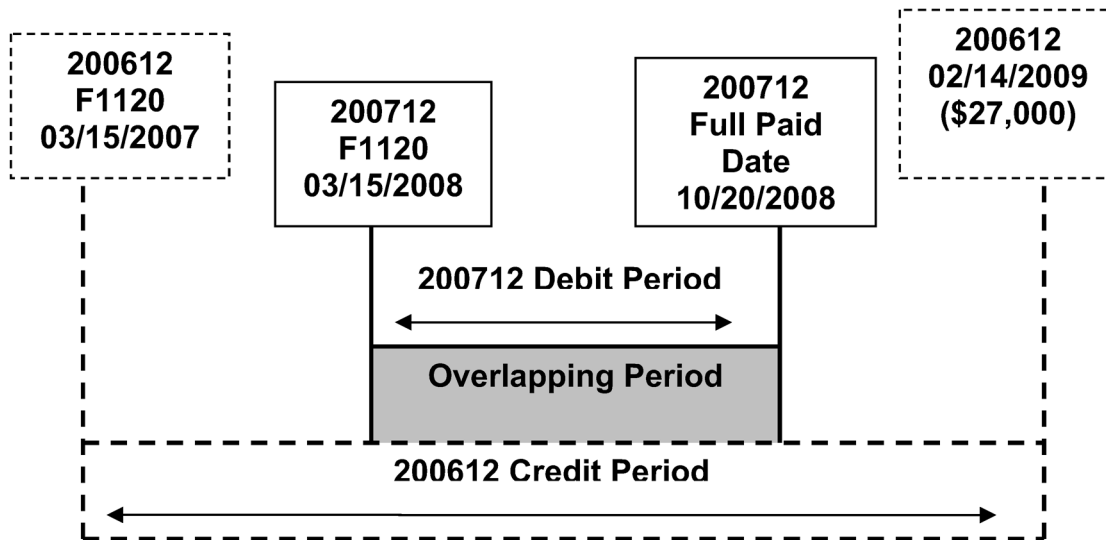 200612
F1120
03/15/2007
200712
F1120
03/15/2008
200712
Full Paid
Date
10/20/2008
200612
02/14/2009
($27,000)
200712 Debit Period
Overlapping Period
200612 Credit Period